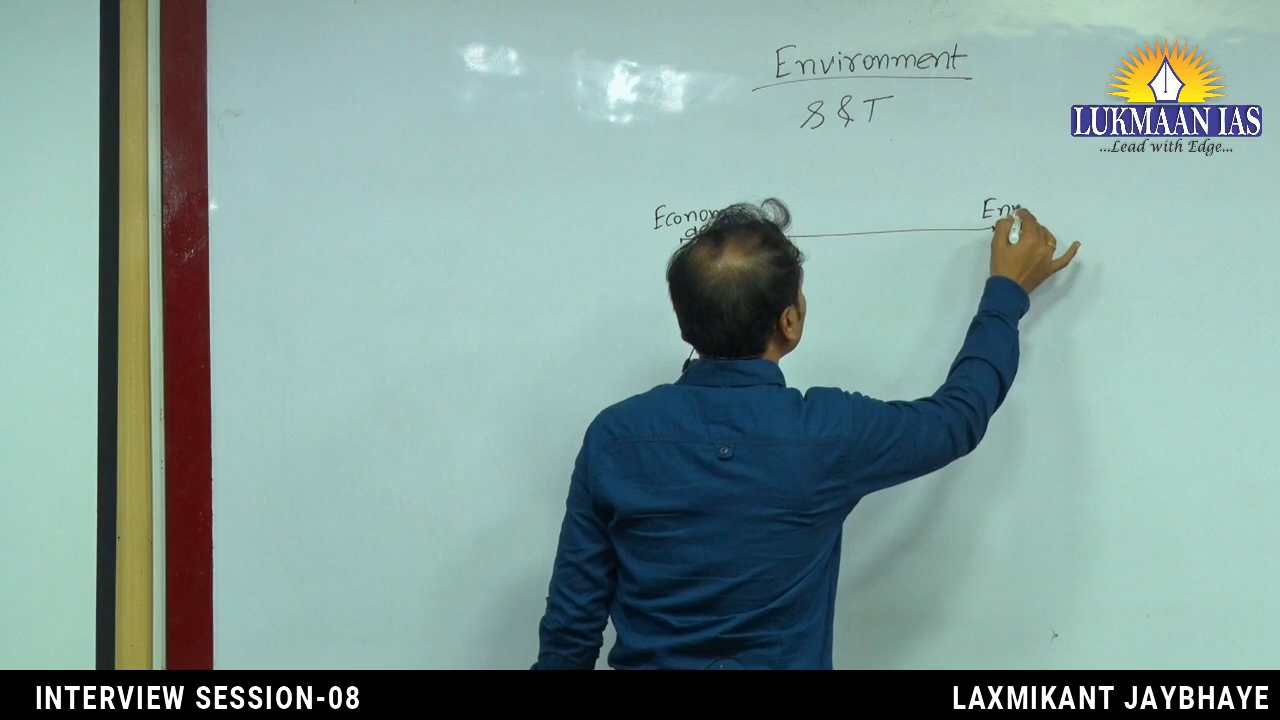 Environment
S & T
LUKMAAN IAS
...Lead with Edge...
INTERVIEW SESSION-08
LAXMIKANT JAYBHAYE